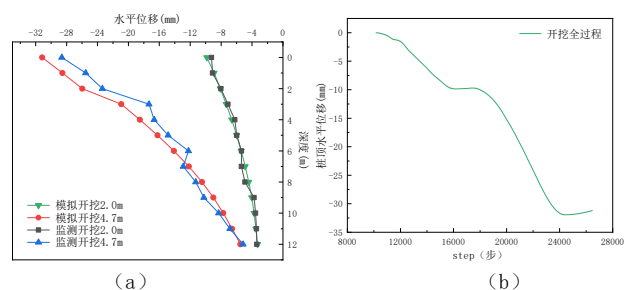 水平位移(mm)
-32 -28 -24 -20 -16 -12 -8 -4 0
0
2
4
6
8
10
12
深度(m)
模拟开挖2.0m
模拟开挖4.7m
监测开挖2.0m
监测开挖4.7m
(a)
开挖全过程
桩顶水平位移(mm)
0
-5
-10
-15
-20
-25
-30
-35
8000 12000 16000 20000 24000 28000
step（步）
(b)